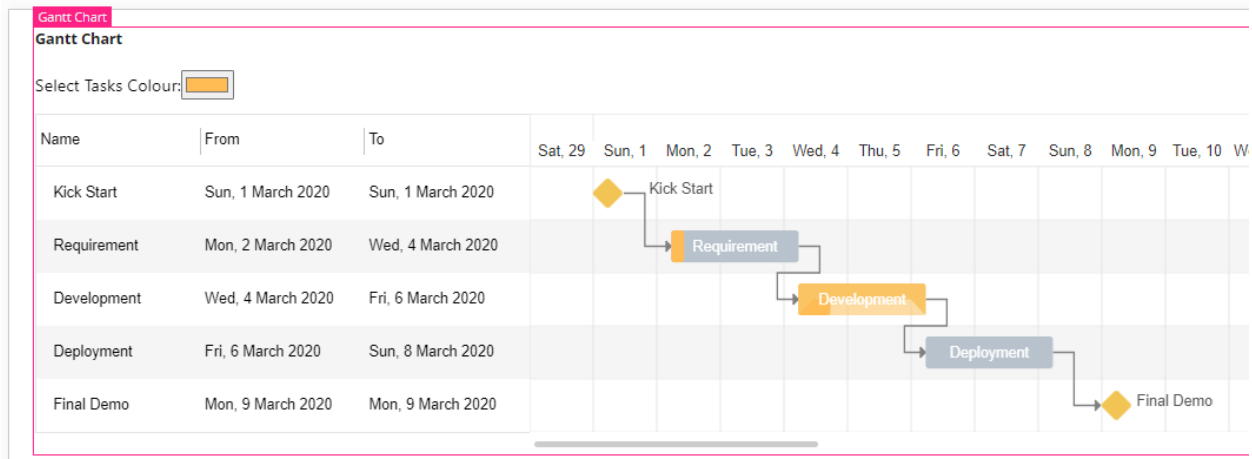 Gantt Chart
Gantt Chart
Select Tasks Colour:
Name From To
Sat, 29 Sun, 1 Mon, 2 Tue, 3 Wed, 4 Thu, 5 Fri, 6 Sat, 7 Sun, 8 Mon, 9 Tue, 10
Kick Start Sun, 1 March 2020 Sun, 1 March 2020 Kick Start
Requirement Mon, 2 March 2020 Wed, 4 March 2020 Requirement
Development Wed, 4 March 2020 Fri, 6 March 2020 Development
Deployment Fri, 6 March 2020 Sun, 8 March 2020 Deployment
Final Demo Mon, 9 March 2020 Mon, 9 March 2020 Final Demo